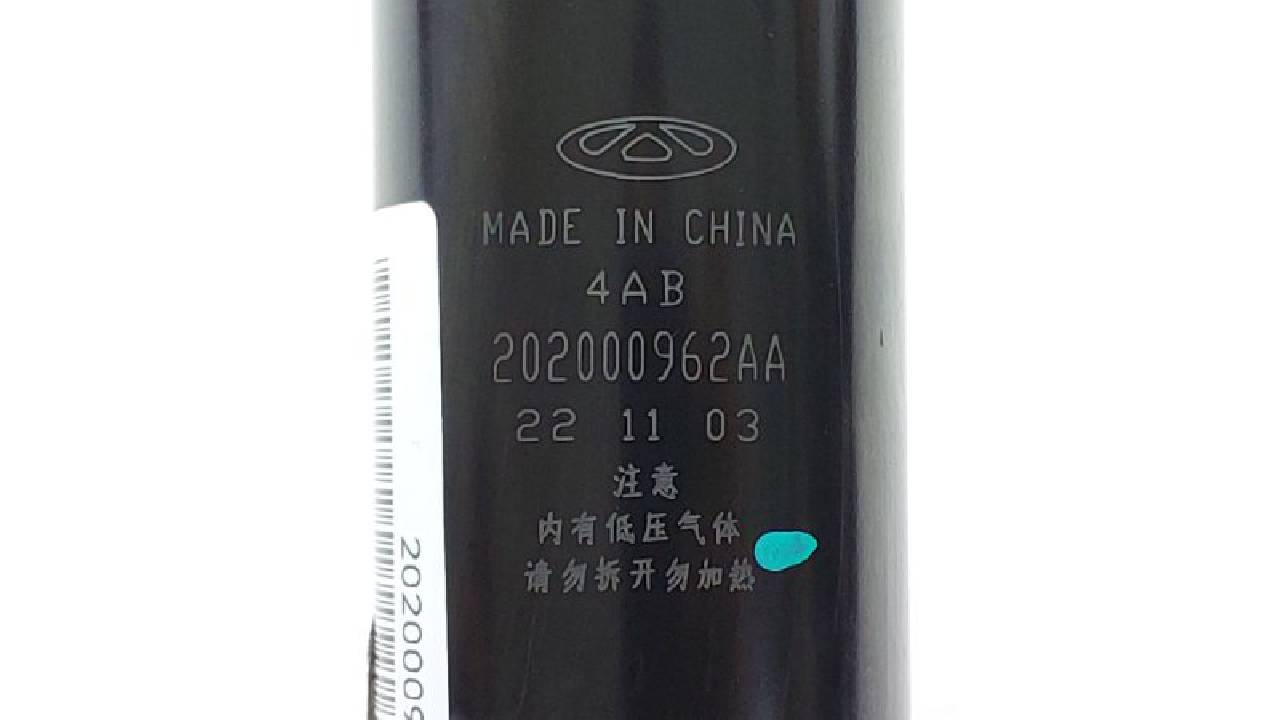 MADE IN CHINA
4AB
202000962AA
22 11 03
注意
内有低压气体
请勿拆开勿加热
2020009